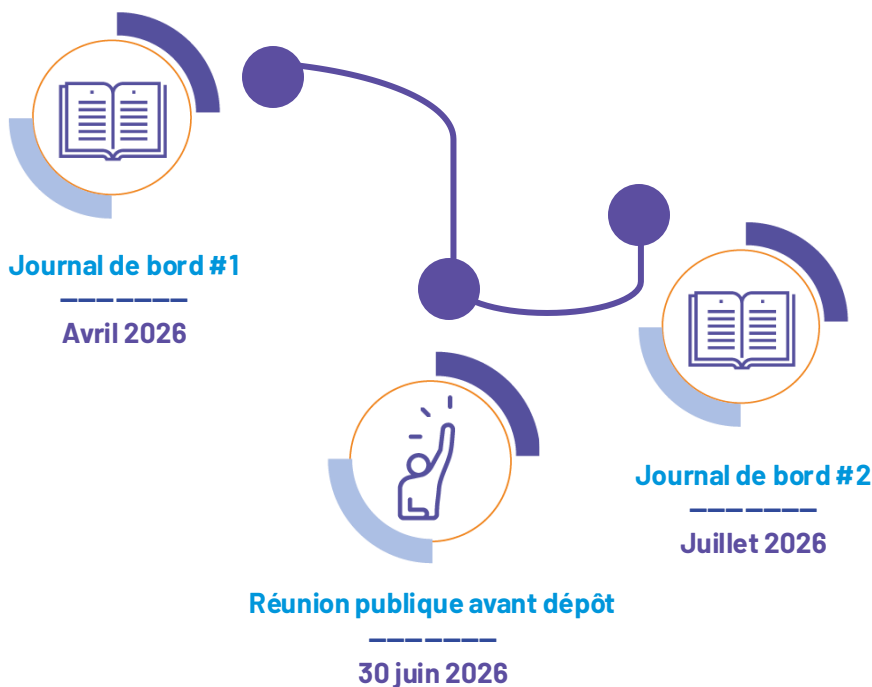 Journal de bord #1
Avril 2026
Réunion publique avant dépôt
30 juin 2026
Journal de bord #2
Juillet 2026